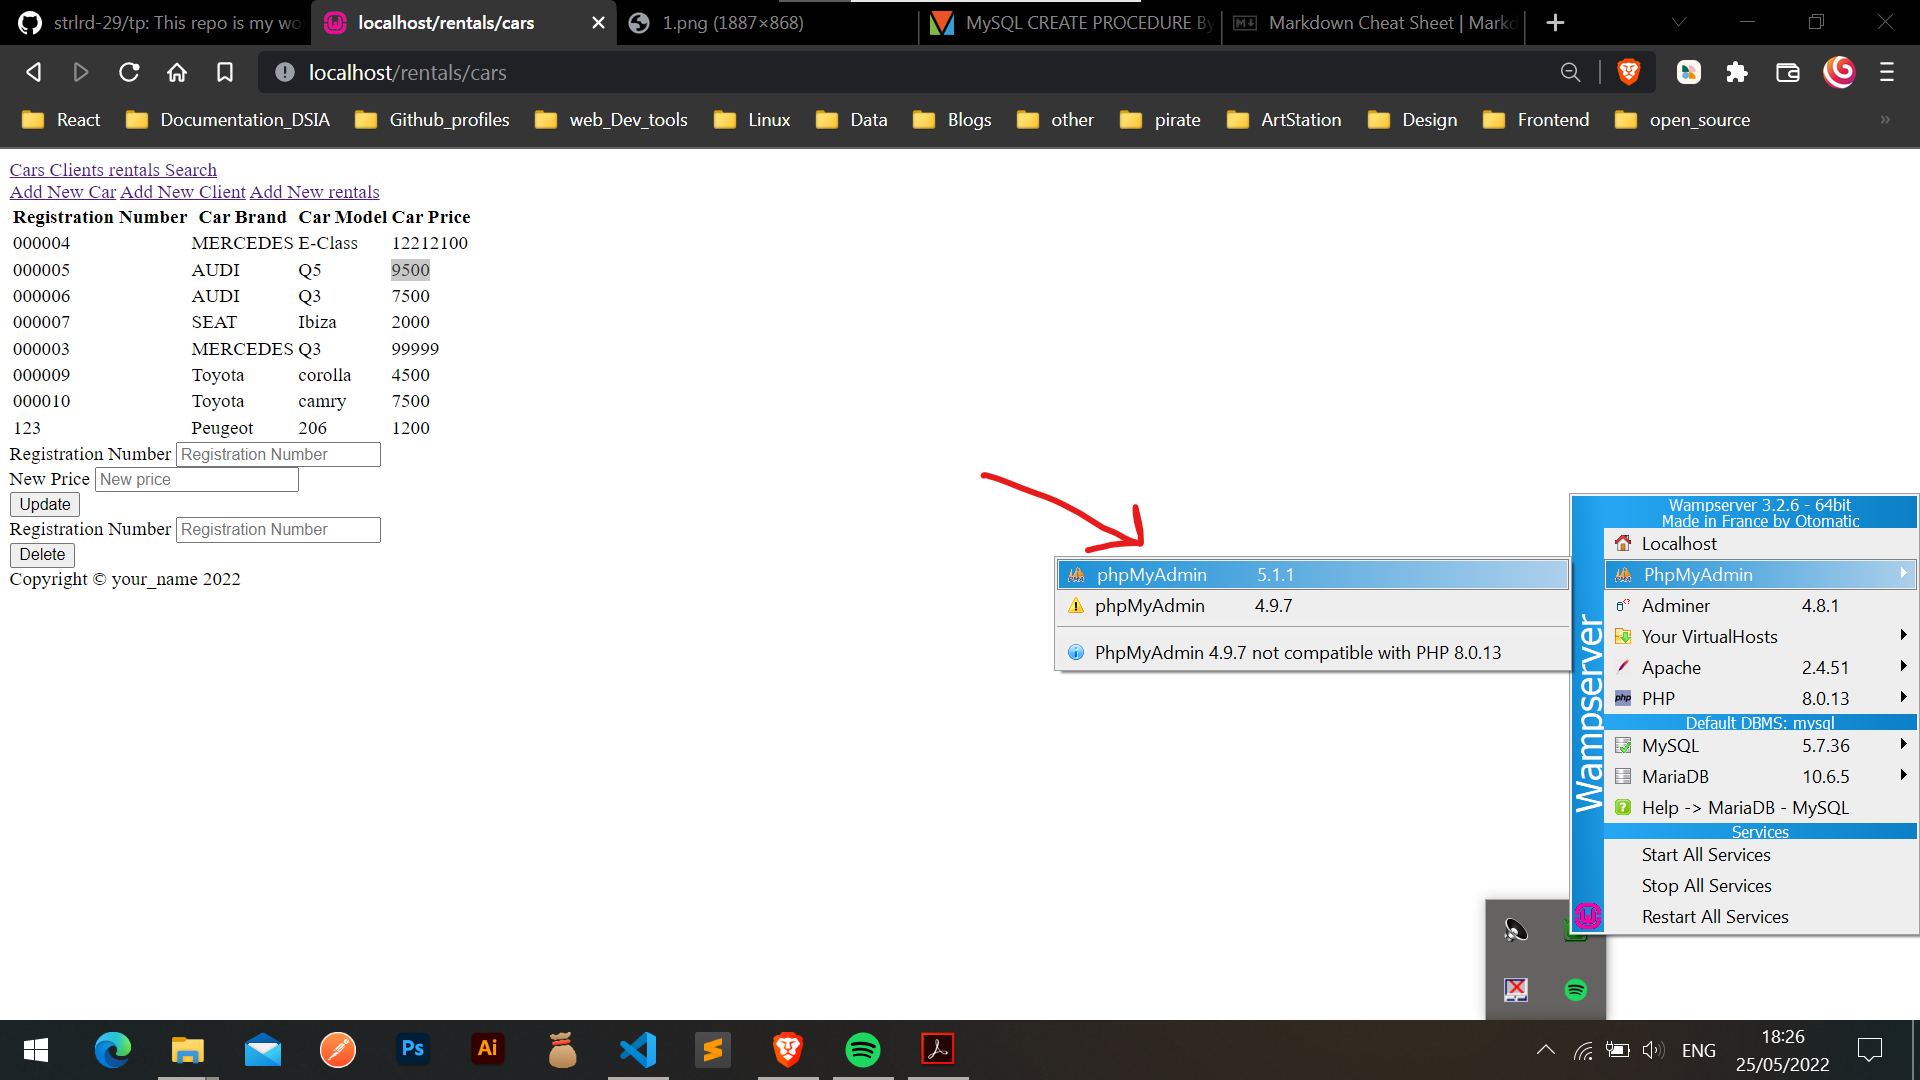 strlrd-29/tp: This repo is my wo
localhost/rentals/cars
1.png (1887×868)
MySQL CREATE PROCEDURE By
Markdown Cheat Sheet | Markd
localhost/rentals/cars
React Documentation_DSIA Github_profiles web_Dev_tools Linux Data Blogs other pirate ArtStation Design Frontend open_source »
Cars Clients rentals Search
Add New Car Add New Client Add New rentals
Registration Number Car Brand Car Model Car Price
000004 MERCEDES E-Class 12212100
000005 AUDI Q5 9500
000006 AUDI Q3 7500
000007 SEAT Ibiza 2000
000003 MERCEDES Q3 99999
000009 Toyota corolla 4500
000010 Toyota camry 7500
123 Peugeot 206 1200
Registration Number Registration Number
New Price New price
Update
Registration Number Registration Number
Delete
Copyright © your_name 2022
phpMyAdmin 5.1.1
phpMyAdmin 4.9.7
PhpMyAdmin 4.9.7 not compatible with PHP 8.0.13
Wampserver
Wampserver 3.2.6 - 64bit
Made in France by Otomatic
Localhost
PhpMyAdmin
Adminer 4.8.1
Your VirtualHosts
Apache 2.4.51
php PHP 8.0.13
Default DBMS: mysql
MySQL 5.7.36
MariaDB 10.6.5
Help -> MariaDB - MySQL
Services
Start All Services
Stop All Services
Restart All Services
Ps Ai
ENG
18:26
25/05/2022